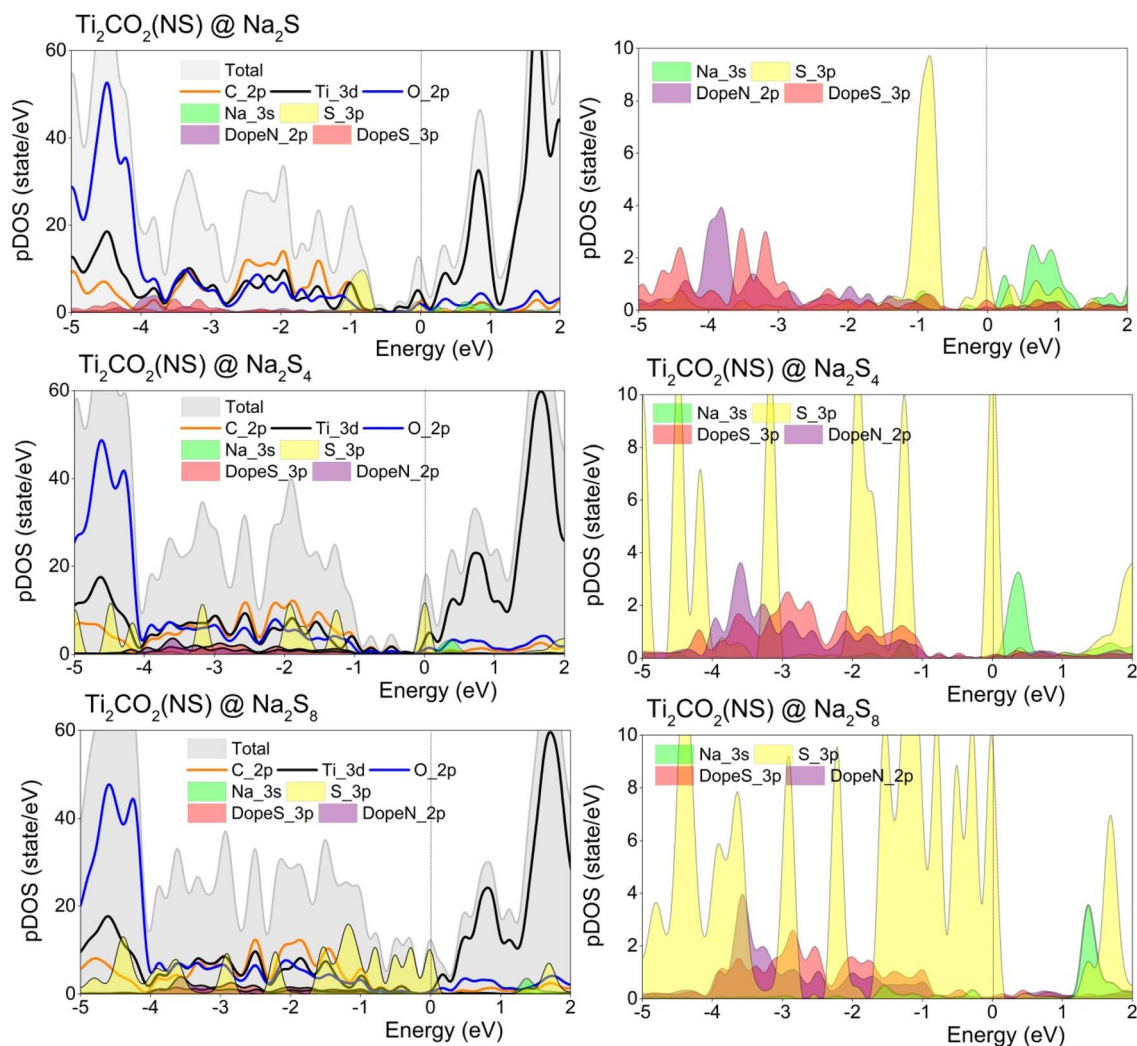 Ti₂CO₂(NS) @ Na₂S
60
40
20
0
pDOS (state/eV)
Total
C_2p Ti_3d O_2p
Na_3s S_3p
DopeN_2p DopeS_3p
-5 -4 -3 -2 -1 0 1 2
Energy (eV)
10
8
6
4
2
0
pDOS (state/eV)
Na_3s S_3p
DopeN_2p DopeS_3p
-5 -4 -3 -2 -1 0 1 2
Energy (eV)
Ti₂CO₂(NS) @ Na₂S₄
60
40
20
0
pDOS (state/eV)
Total
C_2p Ti_3d O_2p
Na_3s S_3p
DopeS_3p DopeN_2p
-5 -4 -3 -2 -1 0 1 2
Energy (eV)
Ti₂CO₂(NS) @ Na₂S₄
10
8
6
4
2
0
pDOS (state/eV)
Na_3s S_3p
DopeS_3p DopeN_2p
-5 -4 -3 -2 -1 0 1 2
Energy (eV)
Ti₂CO₂(NS) @ Na₂S₈
60
40
20
0
pDOS (state/eV)
Total
C_2p Ti_3d O_2p
Na_3s S_3p
DopeS_3p DopeN_2p
-5 -4 -3 -2 -1 0 1 2
Energy (eV)
Ti₂CO₂(NS) @ Na₂S₈
10
8
6
4
2
0
pDOS (state/eV)
Na_3s S_3p
DopeS_3p DopeN_2p
-5 -4 -3 -2 -1 0 1 2
Energy (eV)